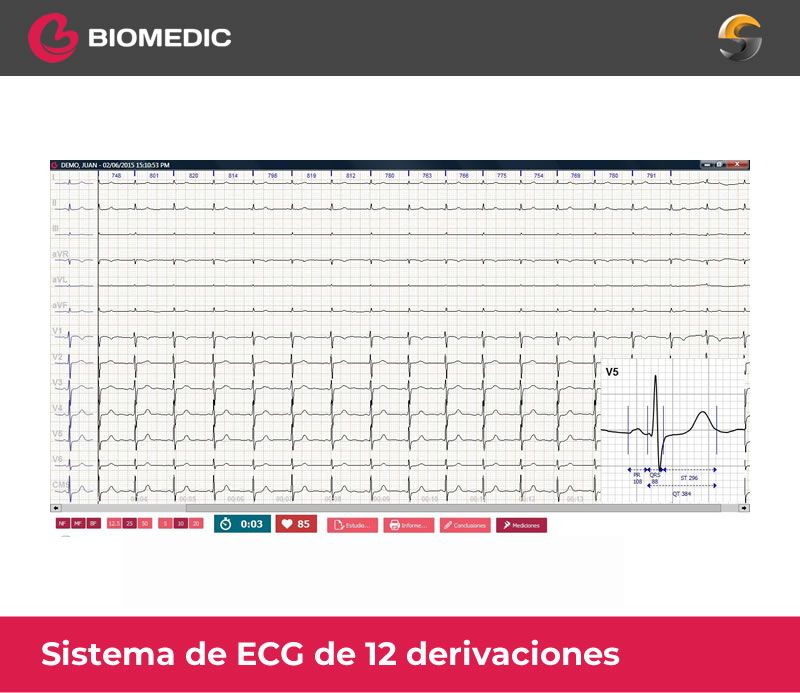 BIOMEDIC
DEMO, JUAN - 02/06/2015 15:10:53 PM
748 801 820 814 796 819 812 780 763 766 775 754 769 780 791
I
II
III
aVR
aVL
aVF
V1
V2
V3
V4
V5
V6
V5
PR
108
QRS
88
ST 296
QT 384
00:04 00:05 00:06 00:07 00:08 00:09 00:10 00:11 00:12 00:13
NF MF BF 12.5 25 50 5 10 20 0:03 85 Estudio... Informe... Conclusiones Mediciones
Sistema de ECG de 12 derivaciones